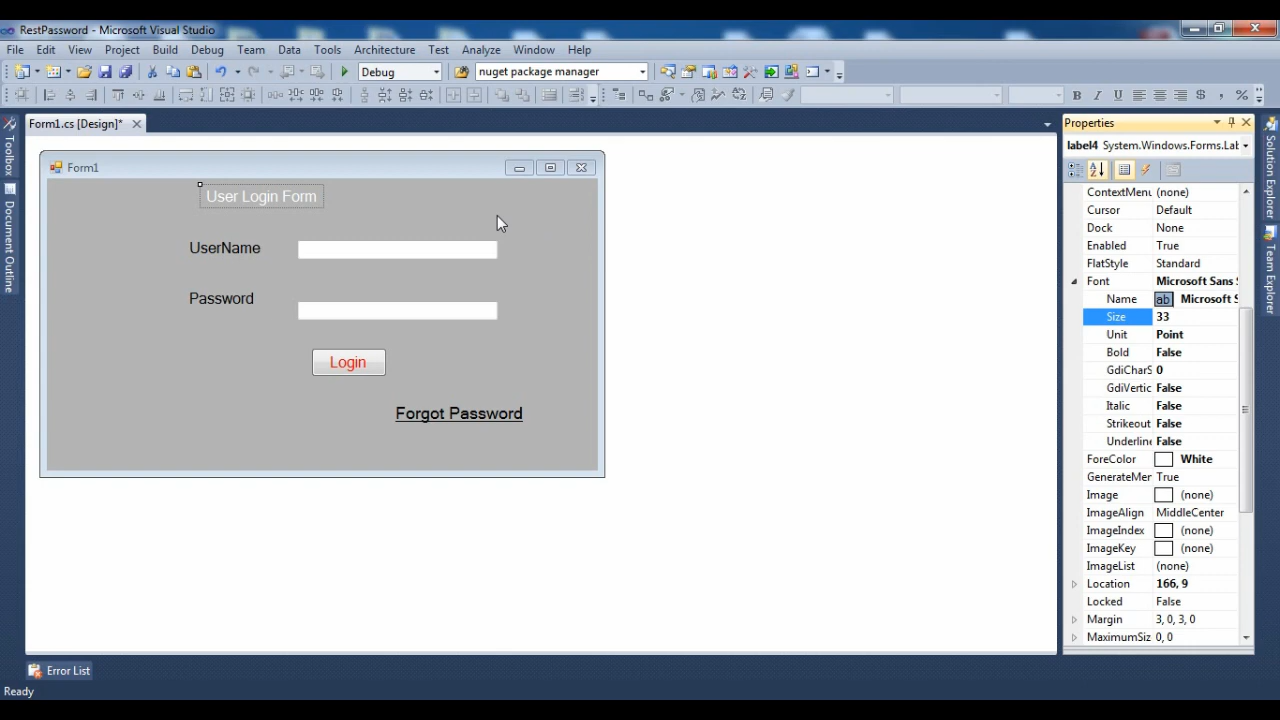 RestPassword - Microsoft Visual Studio
File Edit View Project Build Debug Team Data Tools Architecture Test Analyze Window Help
Debug nuget package manager
Form1.cs [Design]*
Toolbox
Document Outline
Form1
User Login Form
UserName
Password
Login
Forgot Password
Properties
label4 System.Windows.Forms.Lab
ContextMenu (none)
Cursor Default
Dock None
Enabled True
FlatStyle Standard
Font Microsoft Sans S
Name ab Microsoft S
Size 33
Unit Point
Bold False
GdiCharS 0
GdiVertic False
Italic False
Strikeout False
Underline False
ForeColor White
GenerateMem True
Image (none)
ImageAlign MiddleCenter
ImageIndex (none)
ImageKey (none)
ImageList (none)
Location 166, 9
Locked False
Margin 3, 0, 3, 0
MaximumSiz 0, 0
Solution Explorer
Team Explorer
Error List
Ready